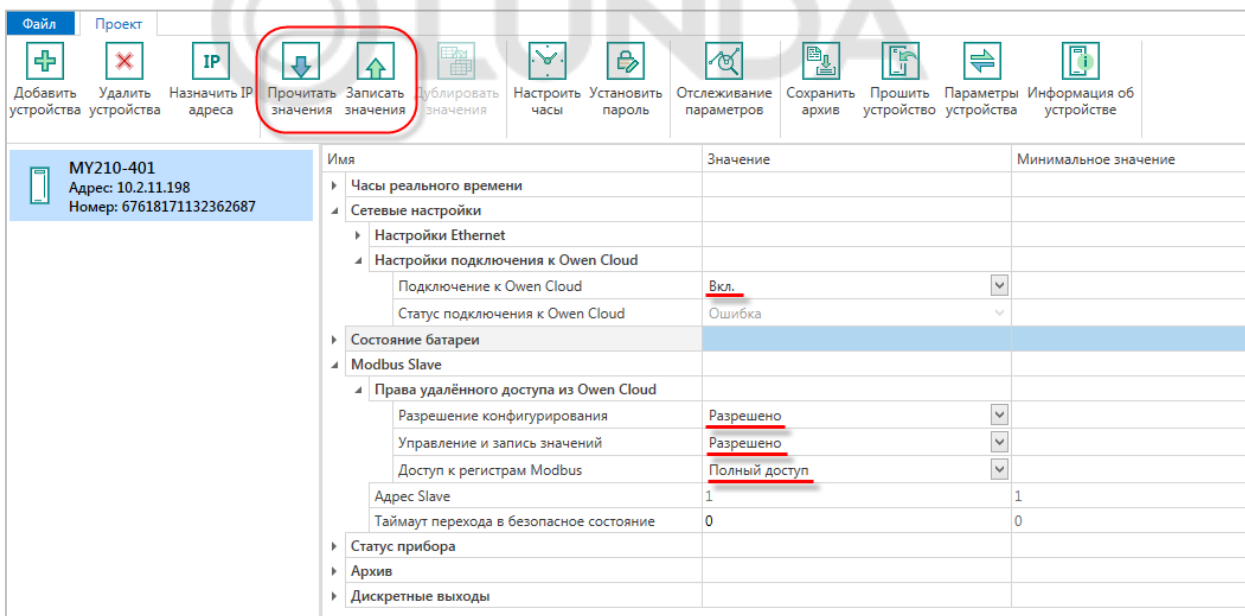 LUNDA
Файл Проект
IP
Добавить устройства
Удалить устройства
Назначить IP адреса
Прочитать значения
Записать значения
Дублировать значения
Настроить часы
Установить пароль
Отслеживание параметров
Сохранить архив
Прошить устройство
Параметры устройства
Информация об устройстве
МУ210-401
Адрес: 10.2.11.198
Номер: 67618171132362687
Имя Значение Минимальное значение
Часы реального времени
Сетевые настройки
Настройки Ethernet
Настройки подключения к Owen Cloud
Подключение к Owen Cloud Вкл.
Статус подключения к Owen Cloud Ошибка
Состояние батареи
Modbus Slave
Права удалённого доступа из Owen Cloud
Разрешение конфигурирования Разрешено
Управление и запись значений Разрешено
Доступ к регистрам Modbus Полный доступ
Адрес Slave 1 1
Таймаут перехода в безопасное состояние 0 0
Статус прибора
Архив
Дискретные выходы